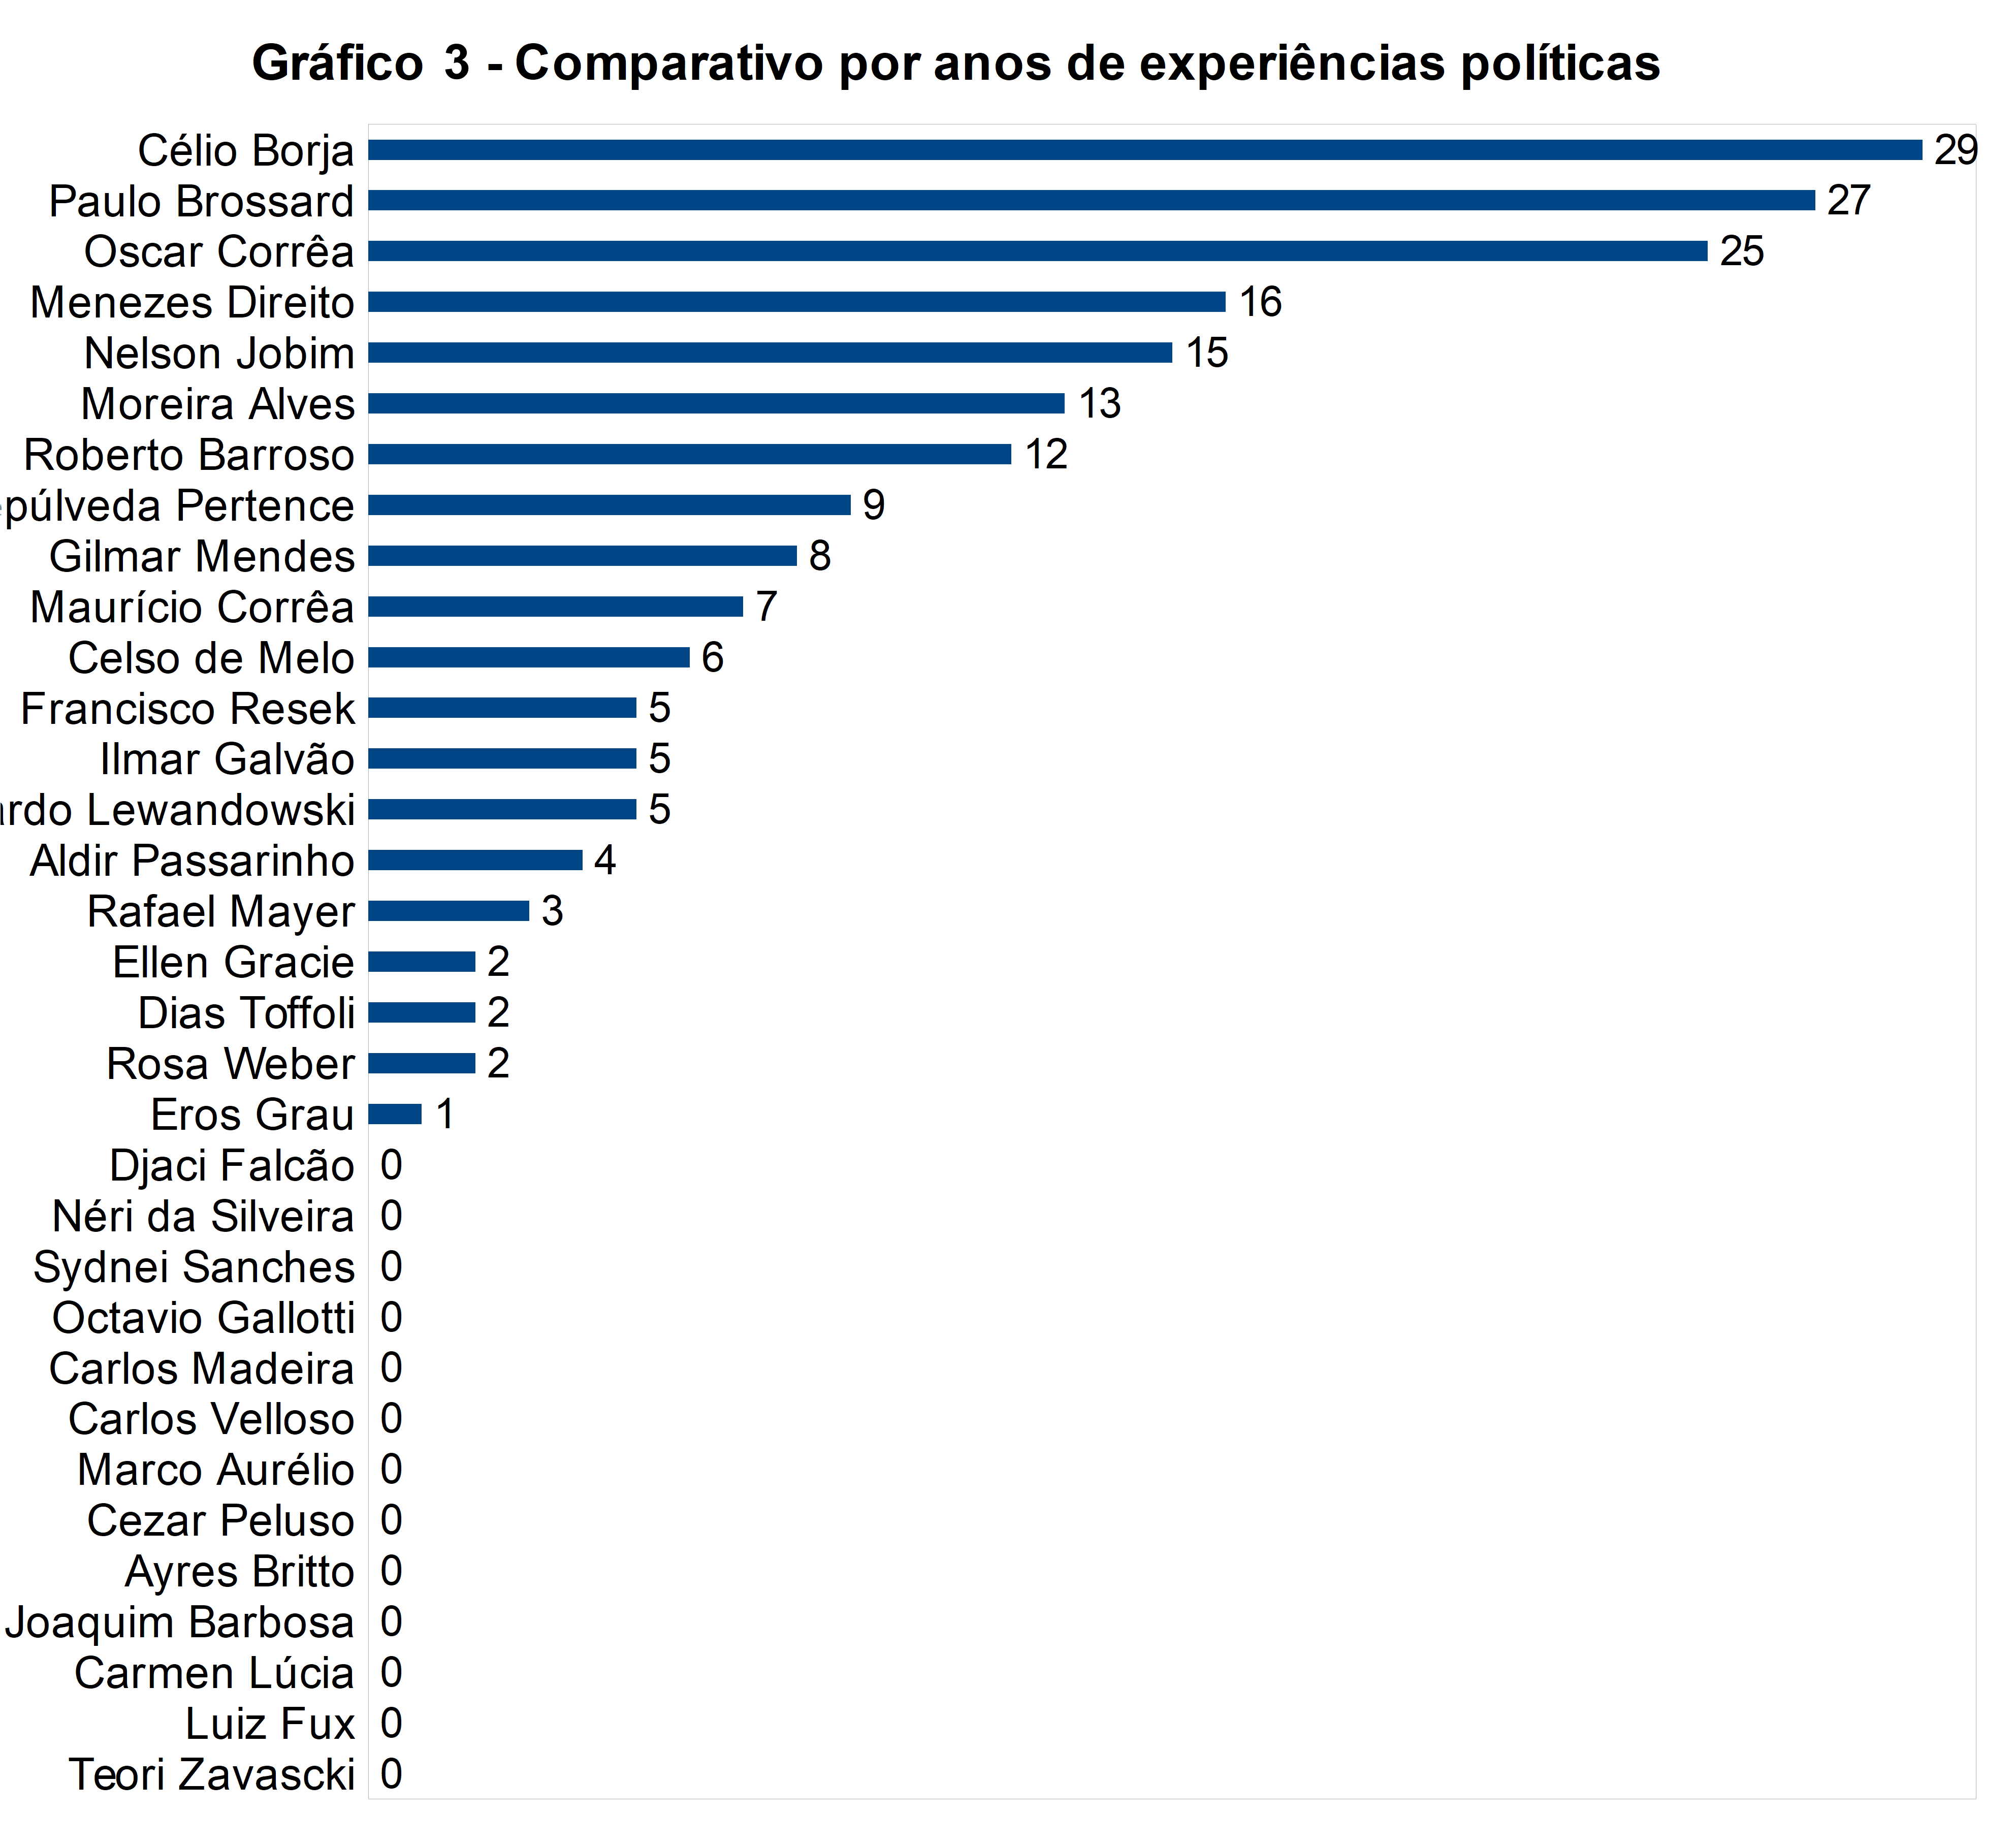 Gráfico 3 - Comparativo por anos de experiências políticas
Célio Borja 29
Paulo Brossard 27
Oscar Corrêa 25
Menezes Direito 16
Nelson Jobim 15
Moreira Alves 13
Roberto Barroso 12
epúlveda Pertence 9
Gilmar Mendes 8
Maurício Corrêa 7
Celso de Melo 6
Francisco Resek 5
Ilmar Galvão 5
ardo Lewandowski 5
Aldir Passarinho 4
Rafael Mayer 3
Ellen Gracie 2
Dias Toffoli 2
Rosa Weber 2
Eros Grau 1
Djaci Falcão 0
Néri da Silveira 0
Sydnei Sanches 0
Octavio Gallotti 0
Carlos Madeira 0
Carlos Velloso 0
Marco Aurélio 0
Cezar Peluso 0
Ayres Britto 0
Joaquim Barbosa 0
Carmen Lúcia 0
Luiz Fux 0
Teori Zavascki 0